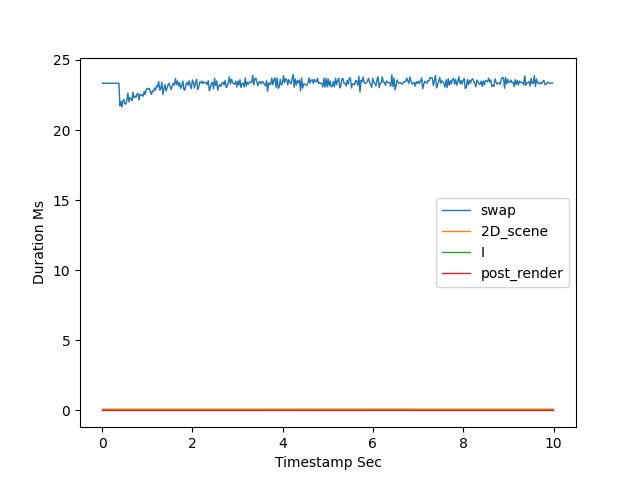 25
20
15
10
5
0
Duration Ms
swap
2D_scene
I
post_render
0 2 4 6 8 10
Timestamp Sec